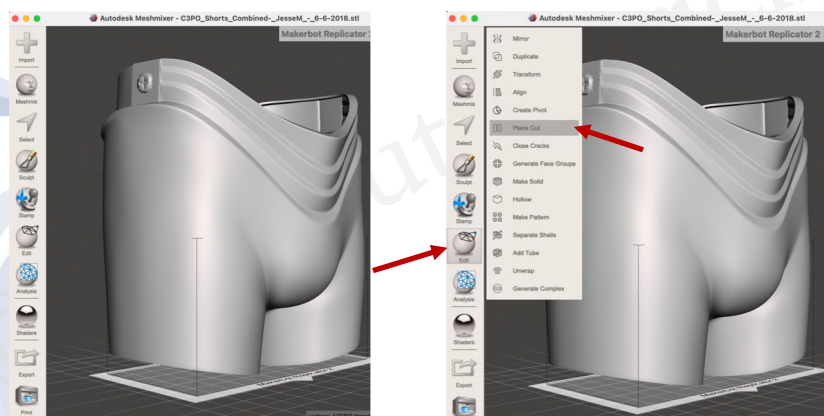 Autodesk Meshmixer - C3PO_Shorts_Combined-_JesseM_-_6-6-2018.stl
Makerbot Replicator 2
Import
Meshmix
Select
Sculpt
Stamp
Edit
Analysis
Shaders
Export
Print
Autodesk Meshmixer - C3PO_Shorts_Combined-_JesseM_-_6-6-2018.stl
Makerbot Replicator 2
Import
Meshmix
Select
Sculpt
Stamp
Edit
Analysis
Shaders
Export
Mirror
Duplicate
Transform
Align
Create Pivot
Plane Cut
Close Cracks
Generate Face Groups
Make Solid
Hollow
Make Pattern
Separate Shells
Add Tube
Unwrap
Generate Complex